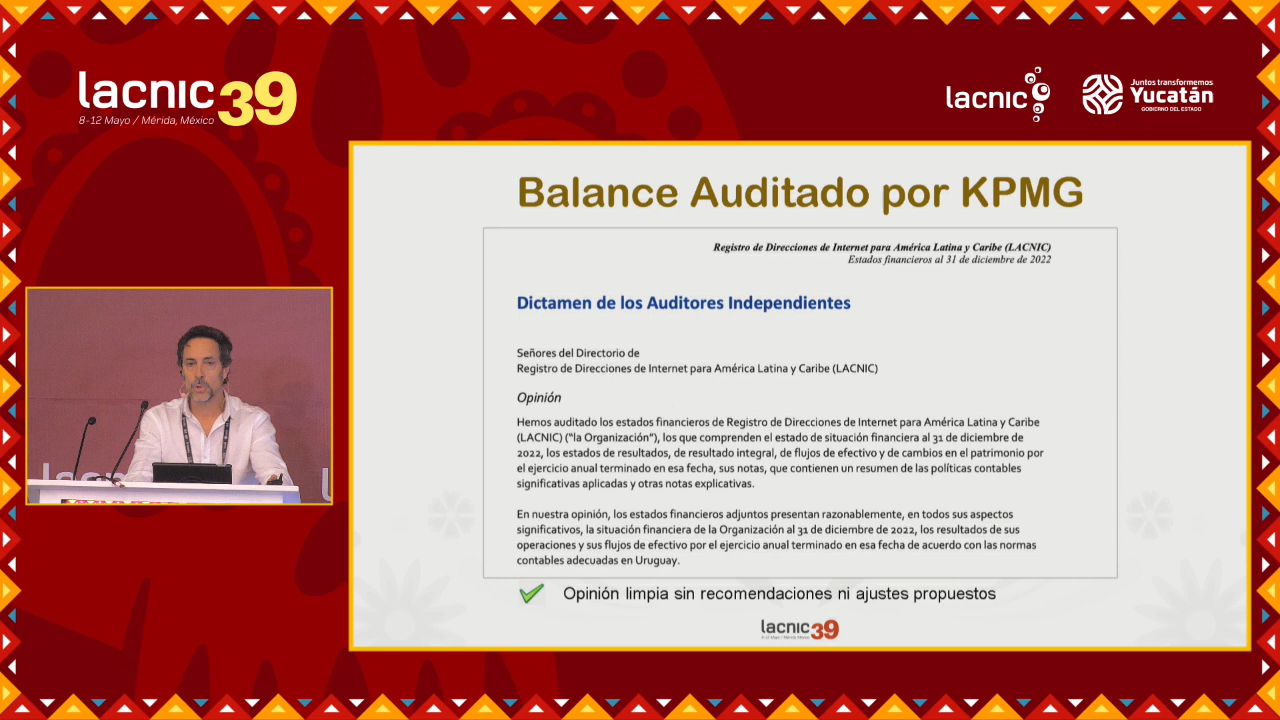 lacnic39
8-12 Mayo / Mérida, México
lacnic
Juntos transformemos
Yucatán
GOBIERNO DEL ESTADO
Balance Auditado por KPMG
Registro de Direcciones de Internet para América Latina y Caribe (LACNIC)
Estados financieros al 31 de diciembre de 2022
Dictamen de los Auditores Independientes
Señores del Directorio de
Registro de Direcciones de Internet para América Latina y Caribe (LACNIC)
Opinión
Hemos auditado los estados financieros de Registro de Direcciones de Internet para América Latina y Caribe
(LACNIC) (“la Organización”), los que comprenden el estado de situación financiera al 31 de diciembre de
2022, los estados de resultados, de resultado integral, de flujos de efectivo y de cambios en el patrimonio por
el ejercicio anual terminado en esa fecha, sus notas, que contienen un resumen de las políticas contables
significativas aplicadas y otras notas explicativas.
En nuestra opinión, los estados financieros adjuntos presentan razonablemente, en todos sus aspectos
significativos, la situación financiera de la Organización al 31 de diciembre de 2022, los resultados de sus
operaciones y sus flujos de efectivo por el ejercicio anual terminado en esa fecha de acuerdo con las normas
contables adecuadas en Uruguay.
Opinión limpia sin recomendaciones ni ajustes propuestos
lacnic39
8-12 Mayo / Mérida, México